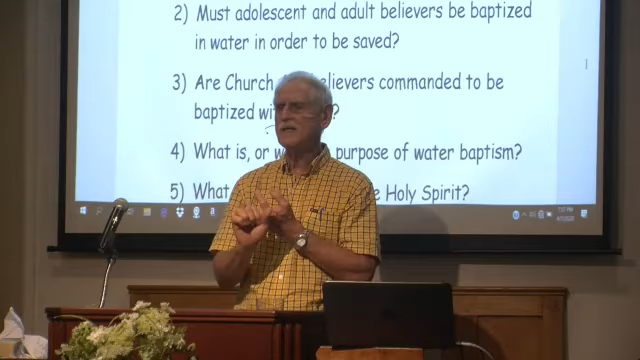 2) Must adolescent and adult believers be baptized
in water in order to be saved?
3) Are Church believers commanded to be
baptized with ?
4) What is, or w purpose of water baptism?
5) What e Holy Spirit?